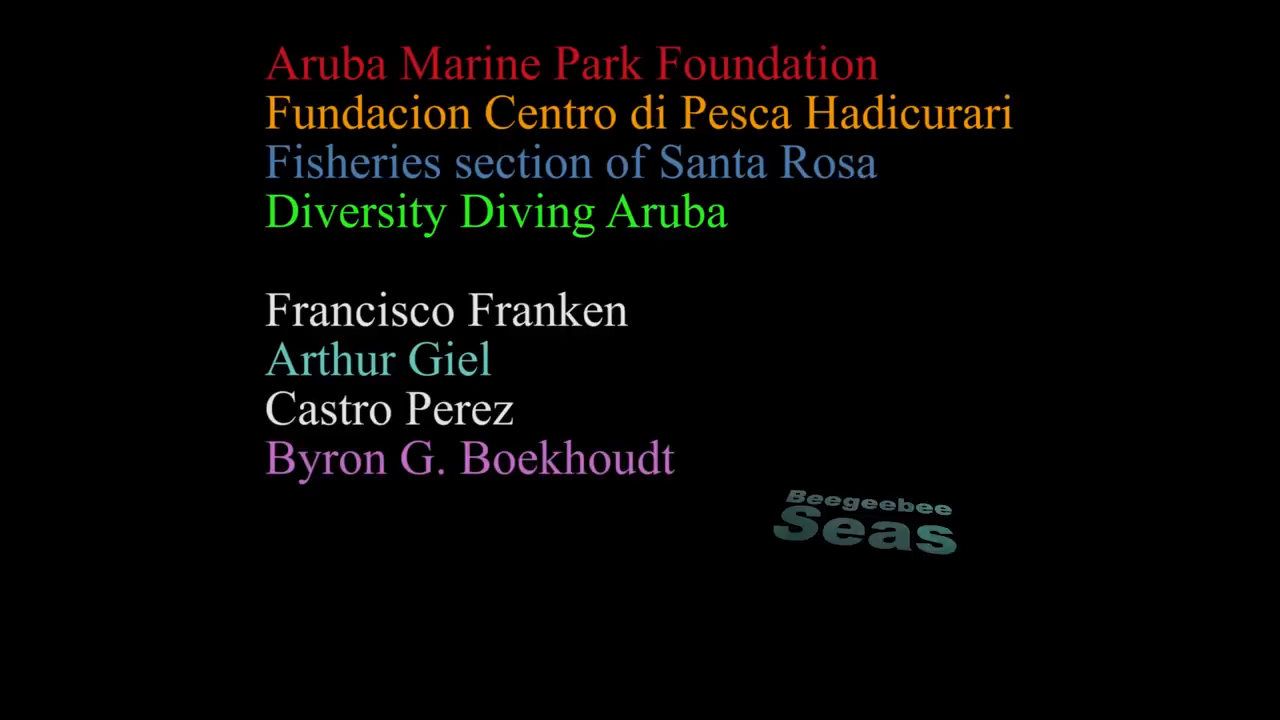 Aruba Marine Park Foundation
Fundacion Centro di Pesca Hadicurari
Fisheries section of Santa Rosa
Diversity Diving Aruba
Francisco Franken
Arthur Giel
Castro Perez
Byron G. Boekhoudt
Beegeebee
Seas